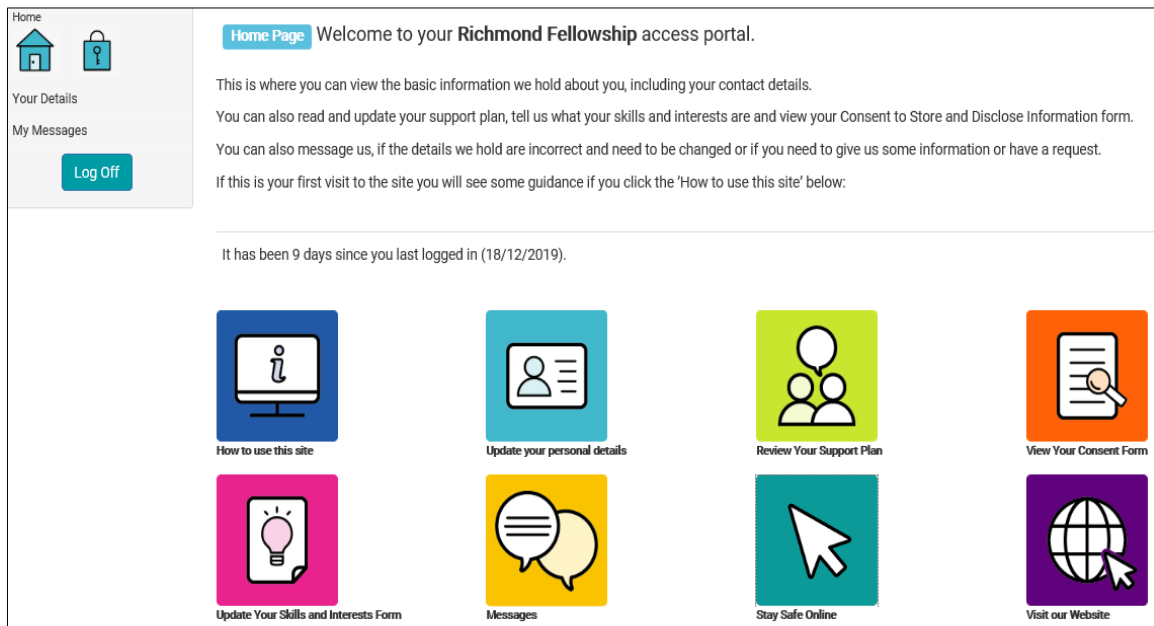 Home
Your Details
My Messages
Log Off
Home Page Welcome to your Richmond Fellowship access portal.
This is where you can view the basic information we hold about you, including your contact details.
You can also read and update your support plan, tell us what your skills and interests are and view your Consent to Store and Disclose Information form.
You can also message us, if the details we hold are incorrect and need to be changed or if you need to give us some information or have a request.
If this is your first visit to the site you will see some guidance if you click the 'How to use this site' below:
It has been 9 days since you last logged in (18/12/2019).
i
How to use this site
Update your personal details
Review Your Support Plan
View Your Consent Form
Update Your Skills and Interests Form
Messages
Stay Safe Online
Visit our Website